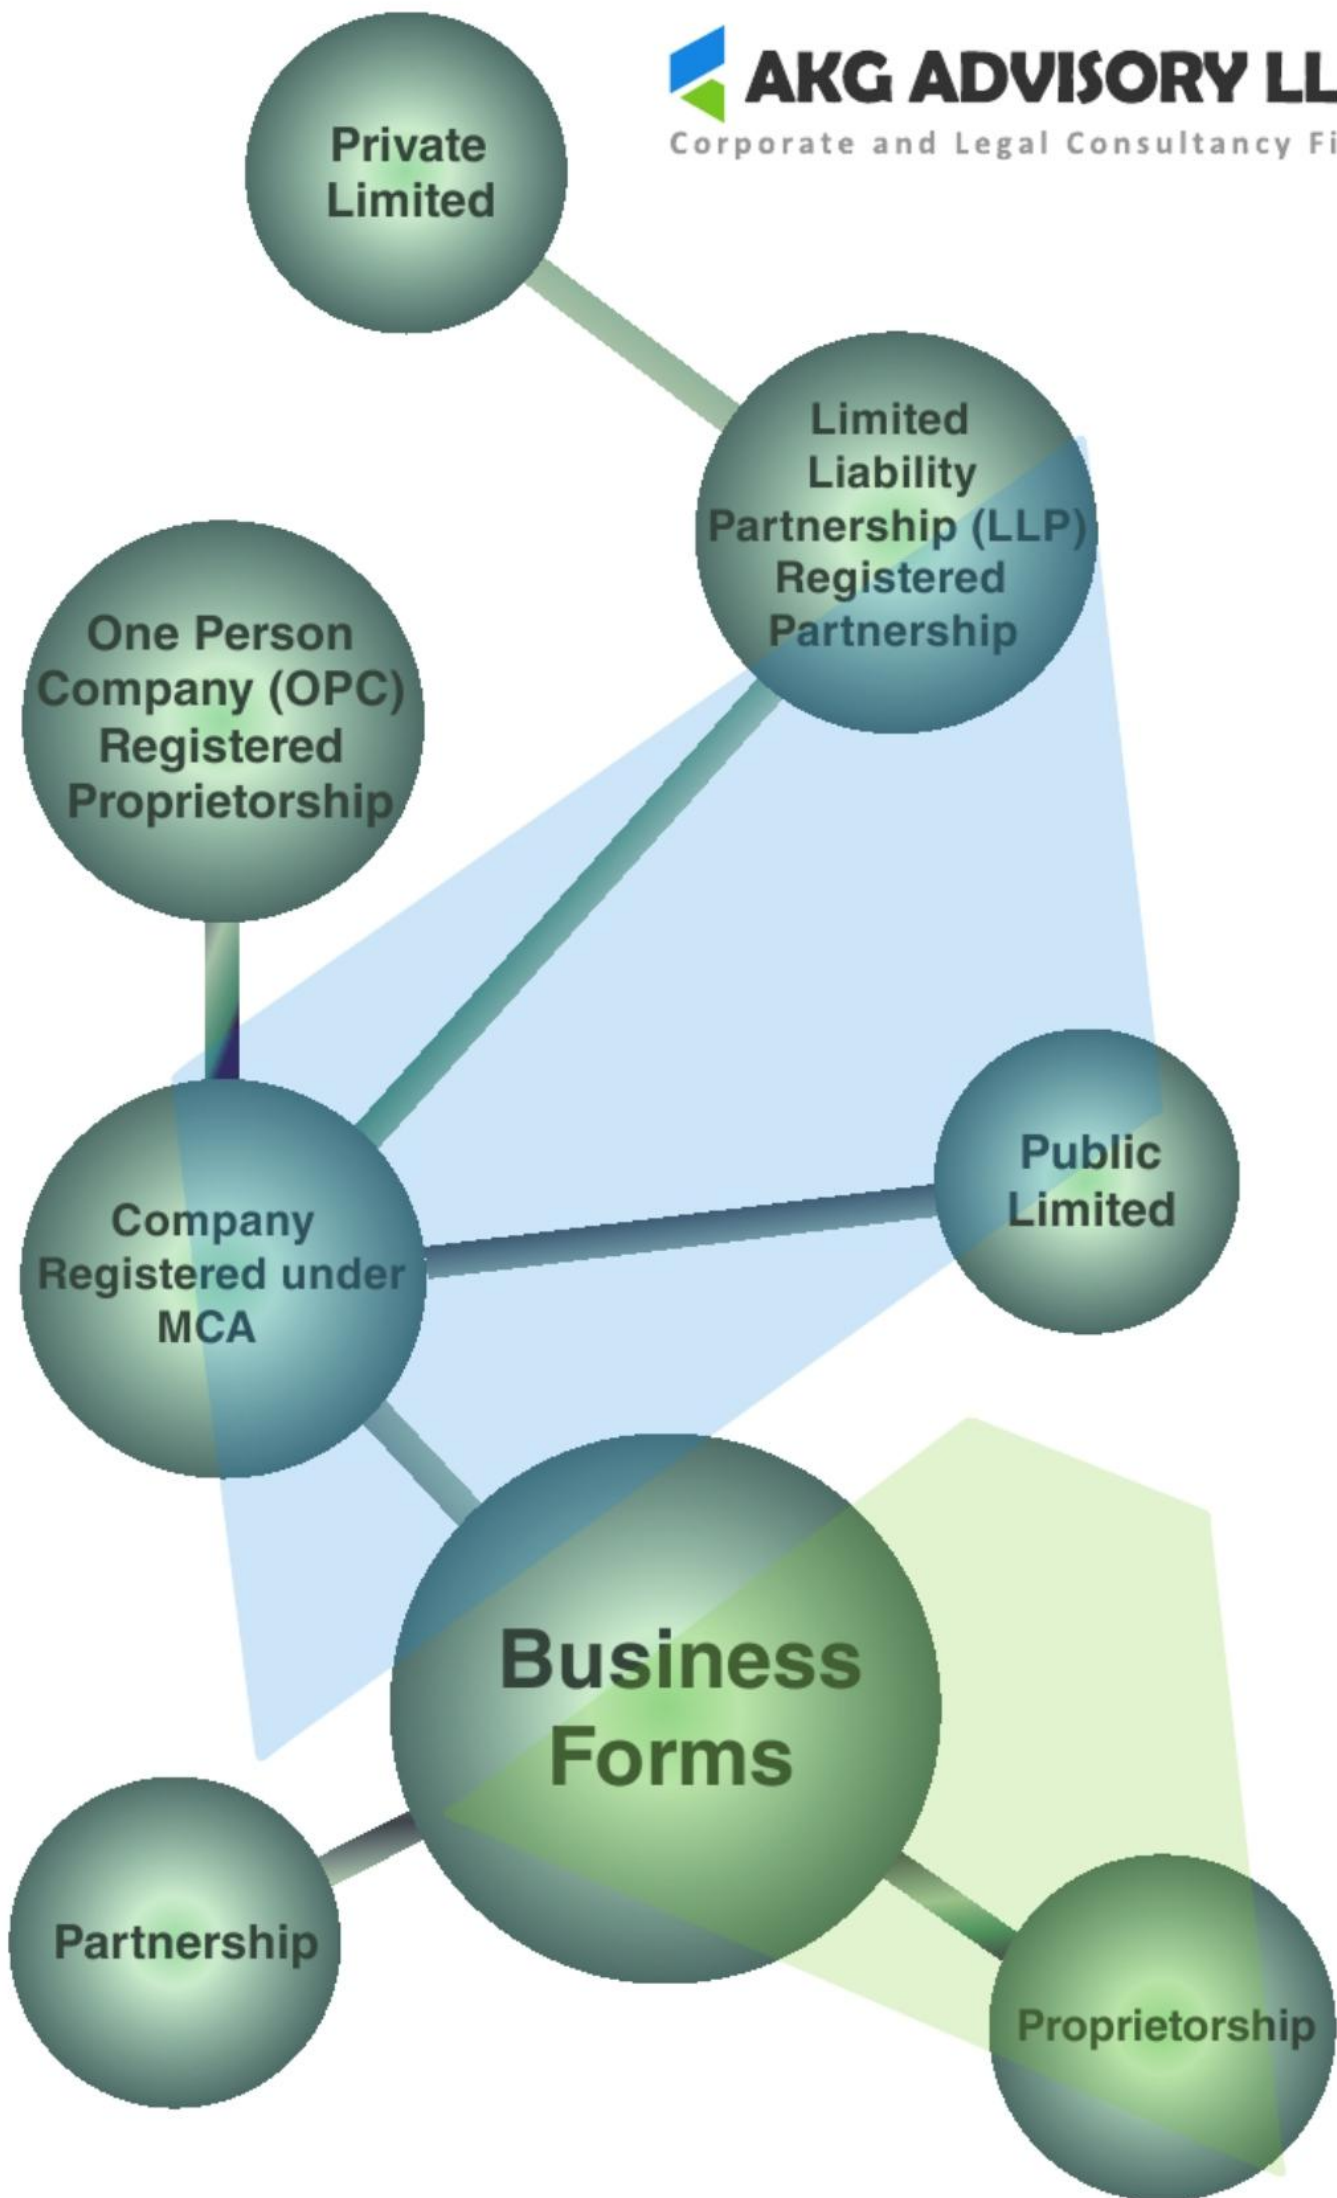 AKG ADVISORY LL
Corporate and Legal Consultancy Fi
Private
Limited
Limited
Liability
Partnership (LLP)
Registered
Partnership
One Person
Company (OPC)
Registered
Proprietorship
Public
Limited
Company
Registered under
MCA
Business
Forms
Partnership
Proprietorship